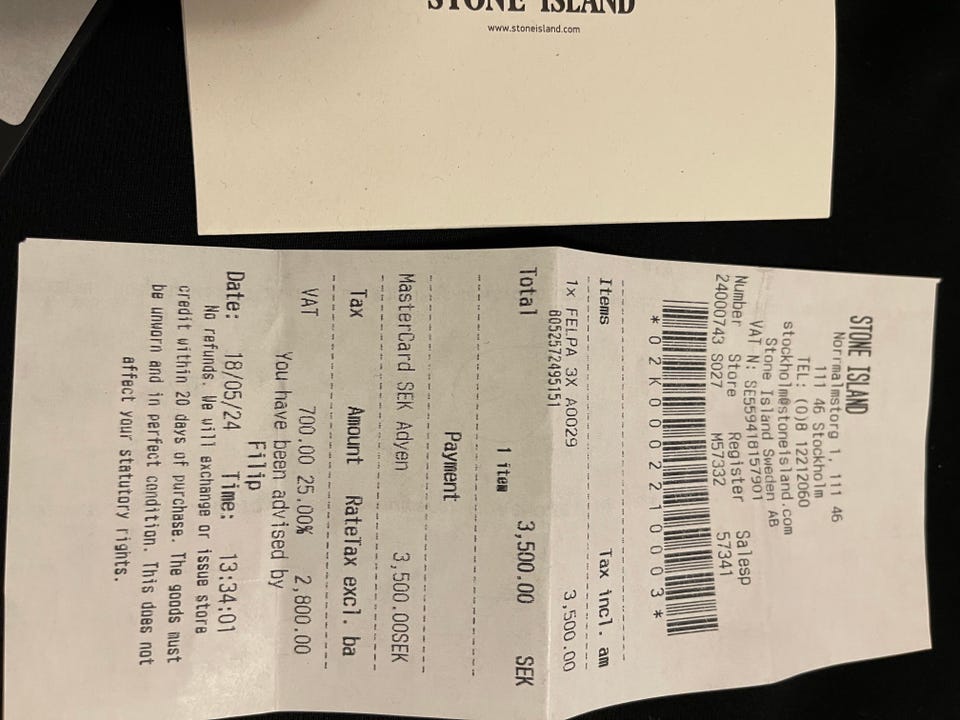 STONE ISLAND
www.stoneisland.com
STONE ISLAND
Normalmstorg 1, 111 46
111 46 Stockholm
TEL: (0)8 12212060
stockholm@stoneisland.com
Stone Island Sweden AB
VAT N: SE559418157901
Number Store Register Salesp
24000743 S027 M57332 57341
*02K0002210003*
Items Tax incl. am
1x FELPA 3X A0029 3,500.00
8052572495151
1 item
Total 3,500.00 SEK
Payment
MasterCard SEK Adyen 3,500.00SEK
Tax Amount RateTax excl. ba
VAT 700.00 25.00% 2,800.00
You have been advised by
Filip
Date: 18/05/24 Time: 13:34:01
No refunds. We will exchange or issue store
credit within 20 days of purchase. The goods must
be unworn and in perfect condition. This does not
affect your statutory rights.